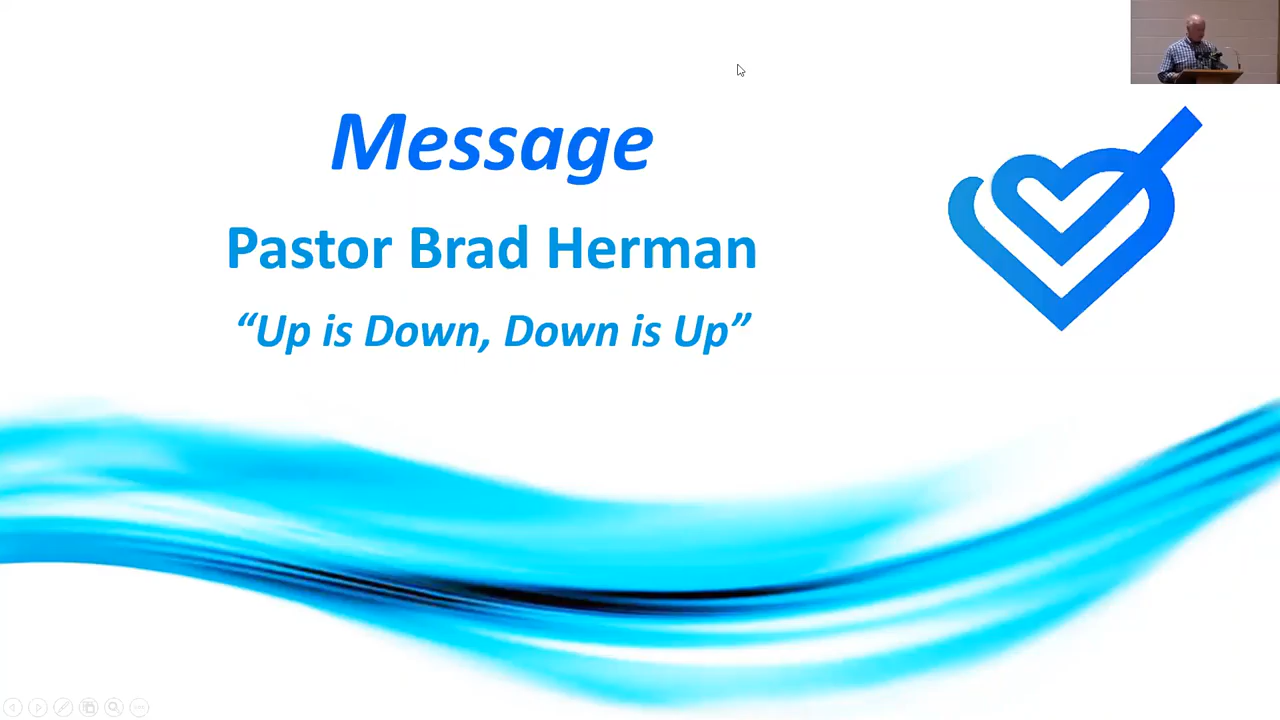 Message
Pastor Brad Herman
“Up is Down, Down is Up”